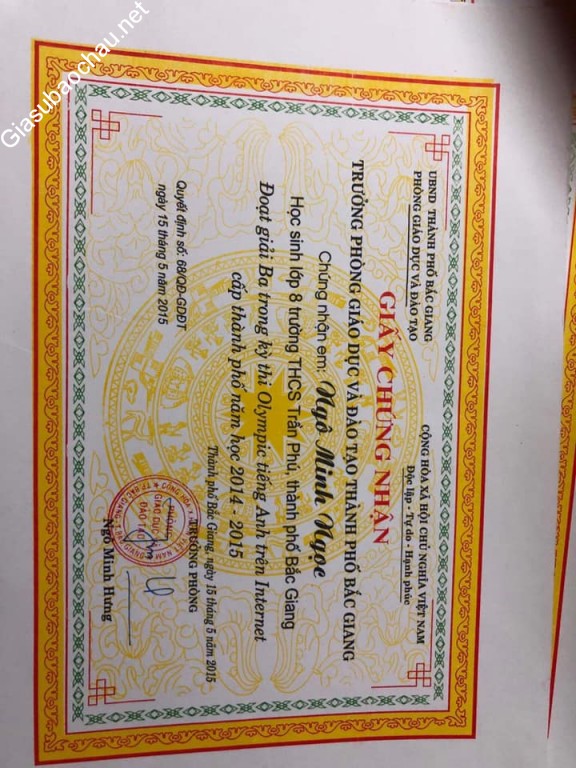 Giasubaochau.net
UBND THÀNH PHỐ BẮC GIANG
PHÒNG GIÁO DỤC VÀ ĐÀO TẠO
CỘNG HÒA XÃ HỘI CHỦ NGHĨA VIỆT NAM
Độc lập - Tự do - Hạnh phúc
GIẤY CHỨNG NHẬN
TRƯỞNG PHÒNG GIÁO DỤC VÀ ĐÀO TẠO THÀNH PHỐ BẮC GIANG
Chứng nhận em: Ngô Minh Ngọc
Học sinh lớp 8 trường THCS Trần Phú, thành phố Bắc Giang
Đoạt giải Ba trong kỳ thi Olympic tiếng Anh trên Internet
cấp thành phố năm học 2014 - 2015
Thành phố Bắc Giang, ngày 15 tháng 5 năm 2015
TRƯỞNG PHÒNG
Quyết định số: 68/QĐ-GDĐT
ngày 15 tháng 5 năm 2015
PHÒNG
GIÁO DỤC
ĐÀO TẠO
Ngô Minh Hưng